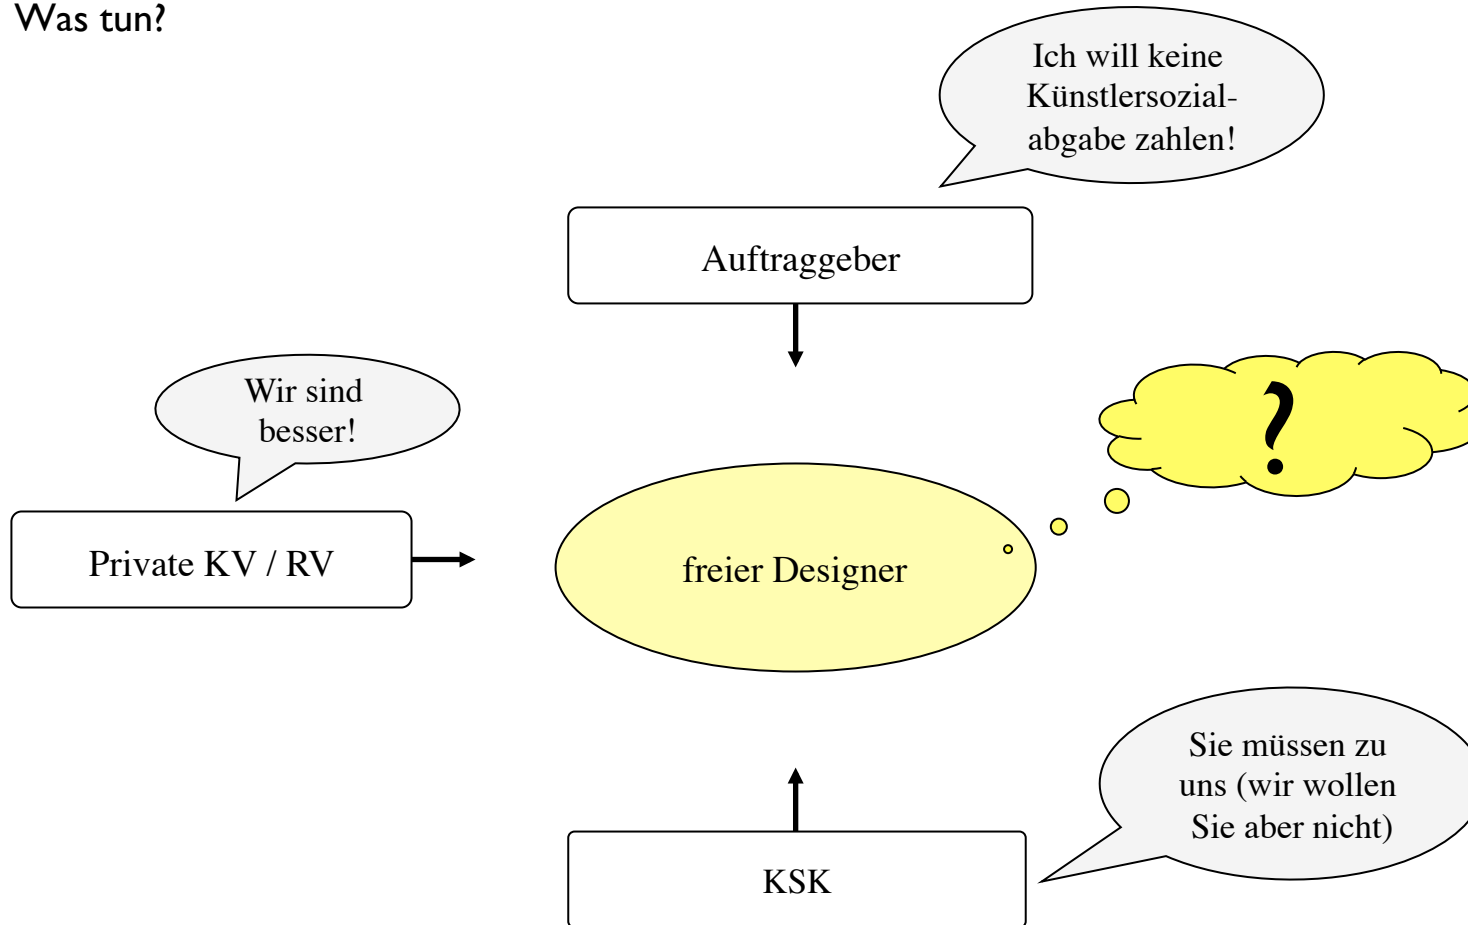 Was tun?
Ich will keine
Künstlersozial-
abgabe zahlen!
Auftraggeber
Wir sind
besser!
?
Private KV / RV
freier Designer
Sie müssen zu
uns (wir wollen
Sie aber nicht)
KSK